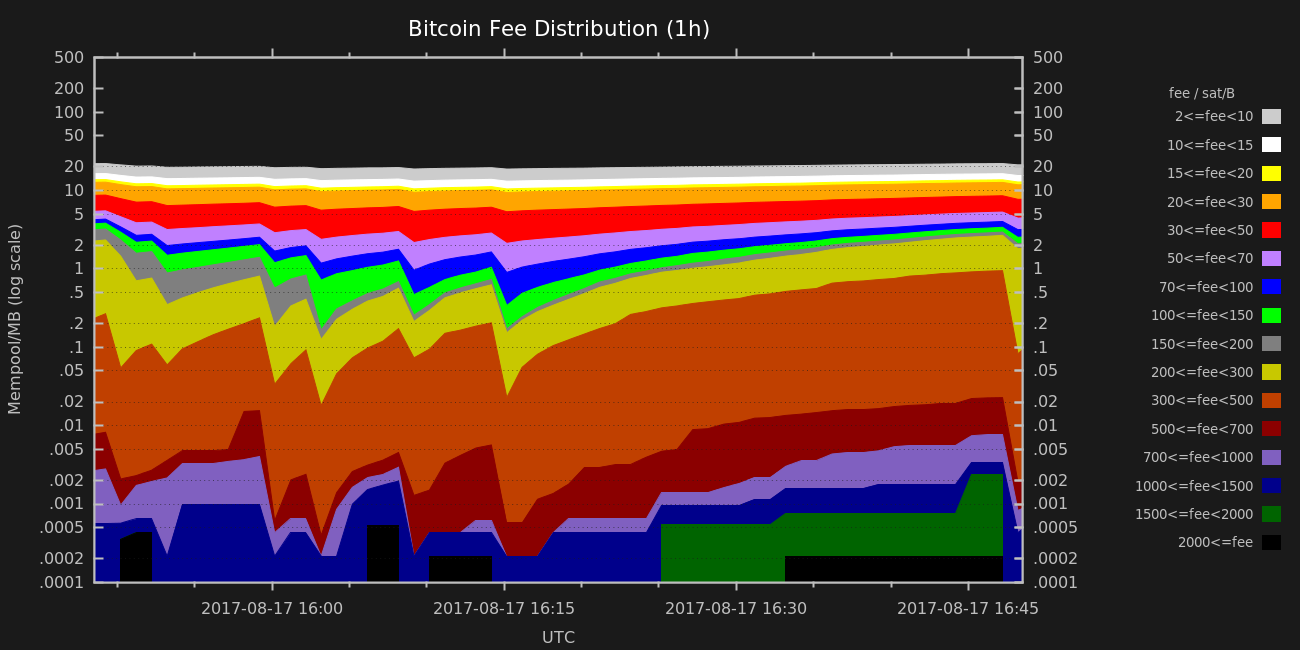 Bitcoin Fee Distribution (1h)
500
200
100
50
20
10
5
2
1
.5
.2
.1
.05
.02
.01
.005
.002
.001
.0005
.0002
.0001
Mempool/MB (log scale)
500
200
100
50
20
10
5
2
1
.5
.2
.1
.05
.02
.01
.005
.002
.001
.0005
.0002
.0001
2017-08-17 16:00
2017-08-17 16:15
2017-08-17 16:30
2017-08-17 16:45
UTC
fee / sat/B
2<=fee<10
10<=fee<15
15<=fee<20
20<=fee<30
30<=fee<50
50<=fee<70
70<=fee<100
100<=fee<150
150<=fee<200
200<=fee<300
300<=fee<500
500<=fee<700
700<=fee<1000
1000<=fee<1500
1500<=fee<2000
2000<=fee